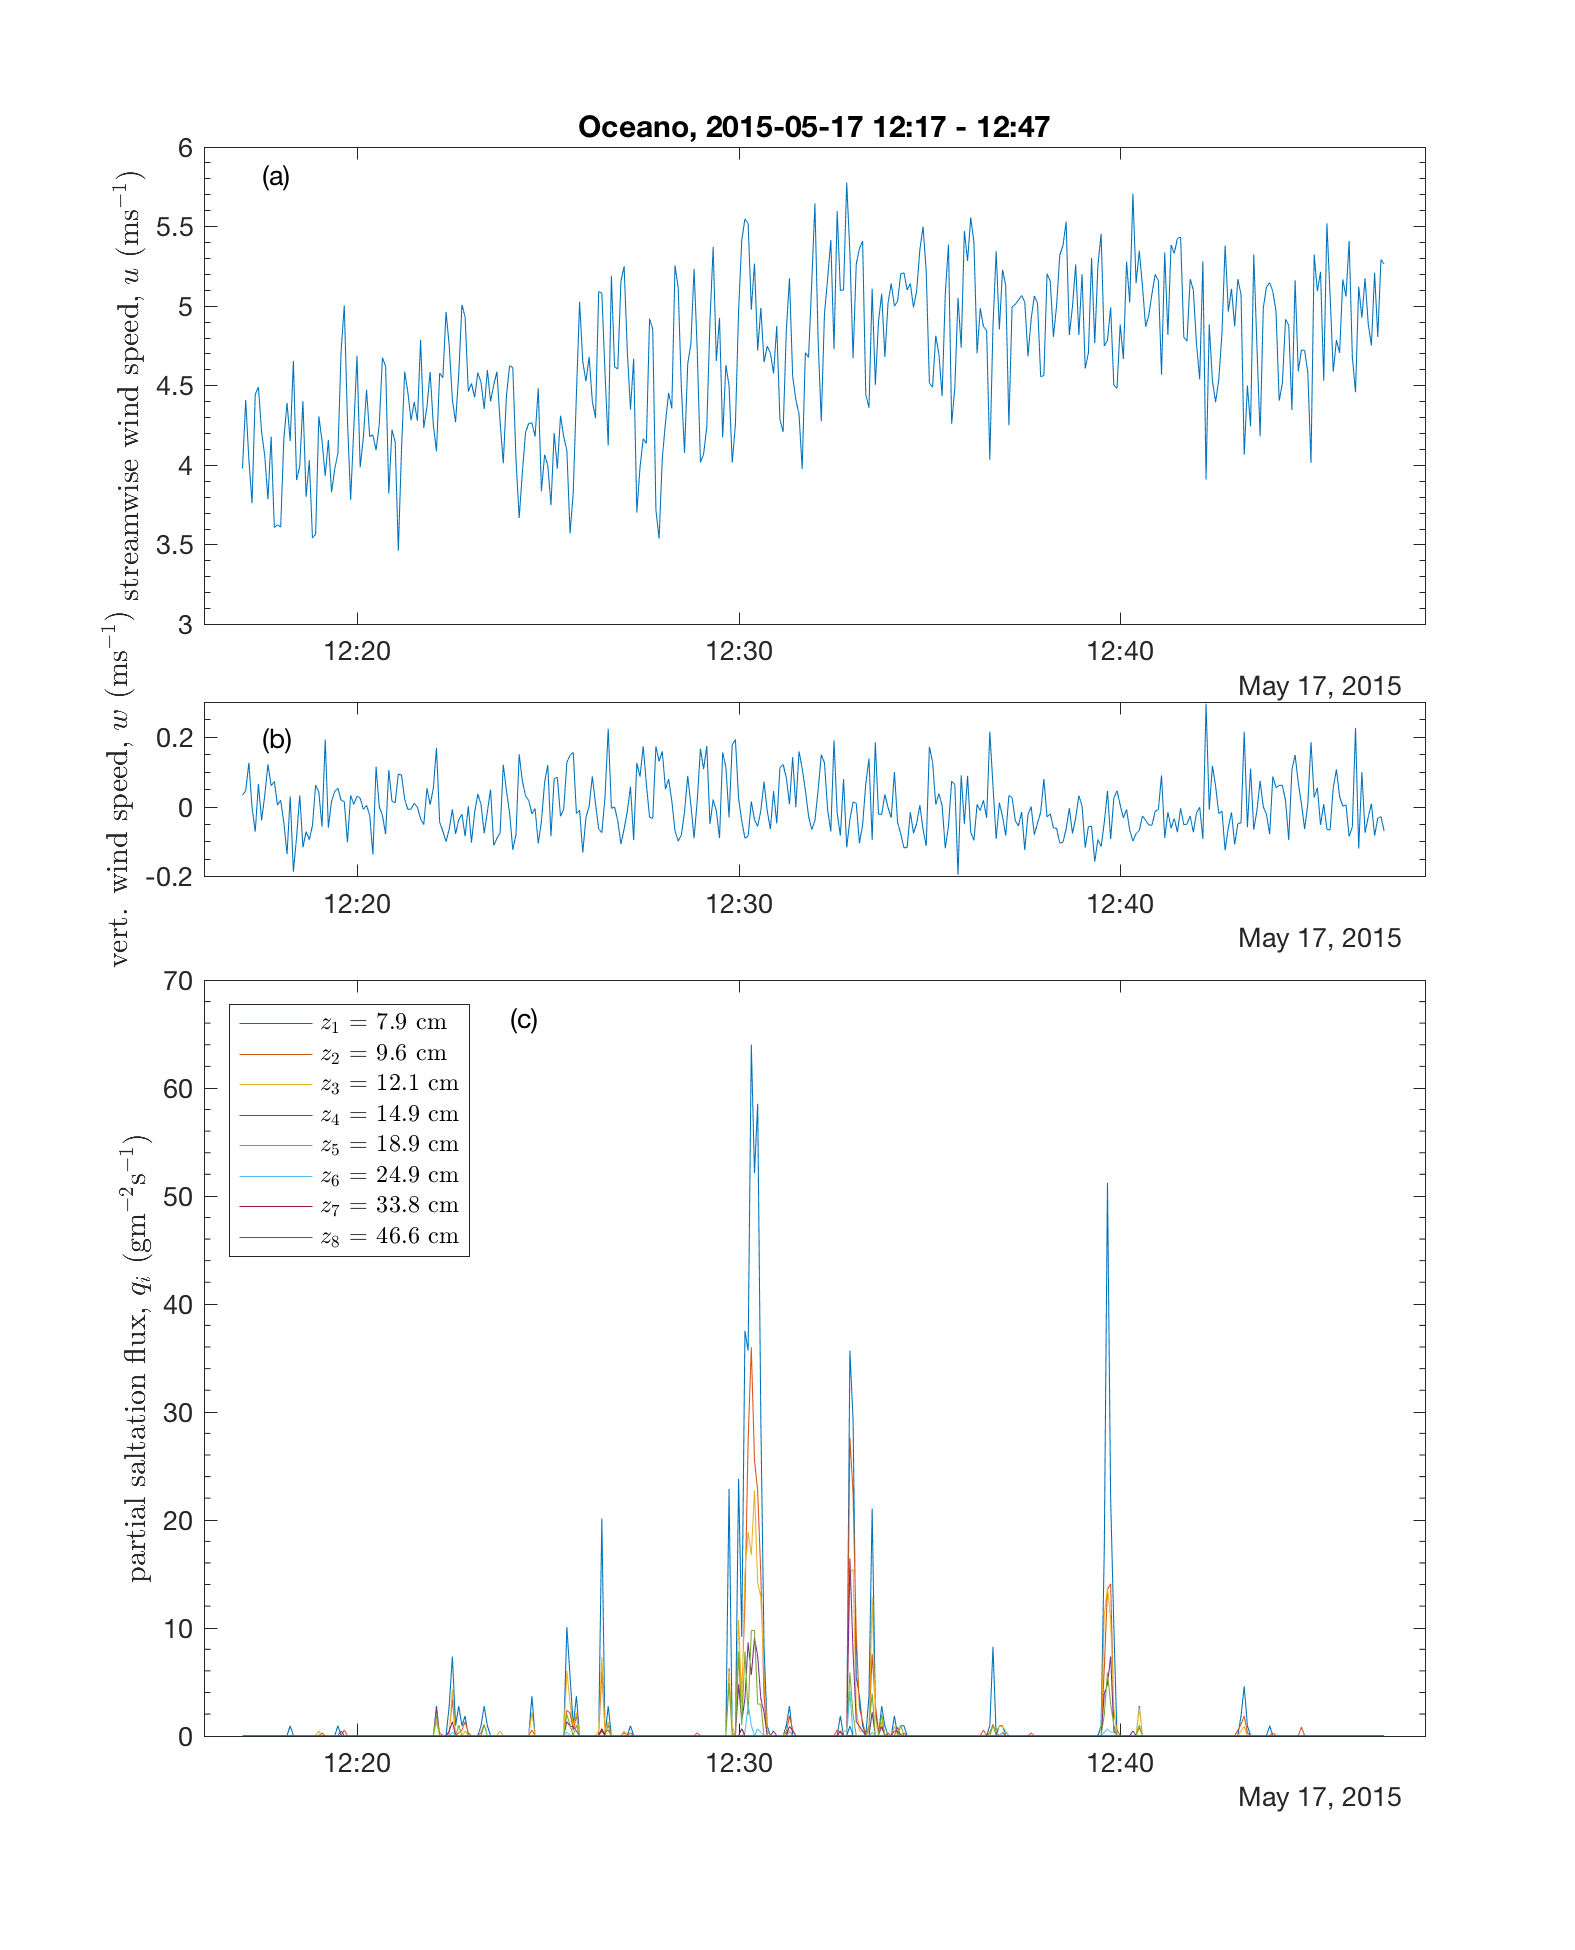 Oceano, 2015-05-17 12:17 - 12:47
(a)
streamwise wind speed, u (ms⁻¹)
6
5.5
5
4.5
4
3.5
3
12:20 12:30 12:40
May 17, 2015
(b)
vert. wind speed, w (ms⁻¹)
0.2
0
-0.2
12:20 12:30 12:40
May 17, 2015
(c)
partial saltation flux, qᵢ (gm⁻²s⁻¹)
70
60
50
40
30
20
10
0
z₁ = 7.9 cm
z₂ = 9.6 cm
z₃ = 12.1 cm
z₄ = 14.9 cm
z₅ = 18.9 cm
z₆ = 24.9 cm
z₇ = 33.8 cm
z₈ = 46.6 cm
12:20 12:30 12:40
May 17, 2015